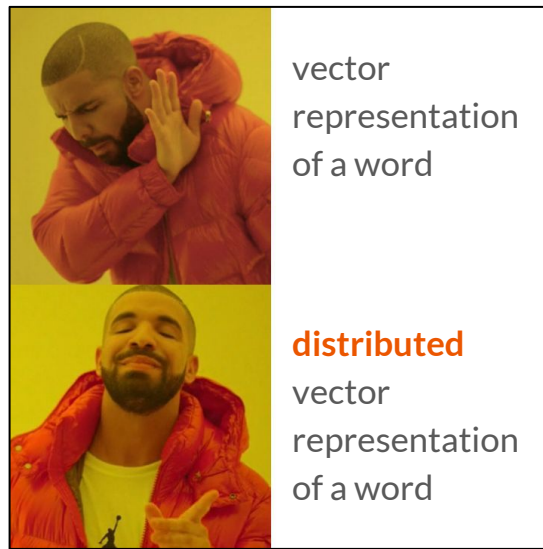 vector
representation
of a word
distributed
vector
representation
of a word